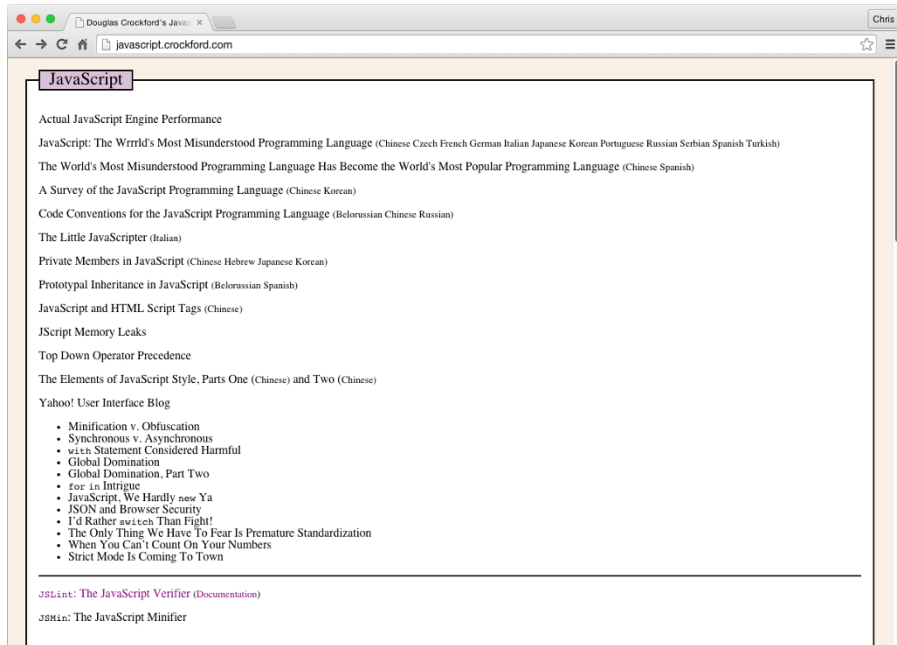 Douglas Crockford's Javas
Chris
javascript.crockford.com
JavaScript
Actual JavaScript Engine Performance
JavaScript: The Wrrrld's Most Misunderstood Programming Language (Chinese Czech French German Italian Japanese Korean Portuguese Russian Serbian Spanish Turkish)
The World's Most Misunderstood Programming Language Has Become the World's Most Popular Programming Language (Chinese Spanish)
A Survey of the JavaScript Programming Language (Chinese Korean)
Code Conventions for the JavaScript Programming Language (Belorussian Chinese Russian)
The Little JavaScripter (Italian)
Private Members in JavaScript (Chinese Hebrew Japanese Korean)
Prototypal Inheritance in JavaScript (Belorussian Spanish)
JavaScript and HTML Script Tags (Chinese)
JScript Memory Leaks
Top Down Operator Precedence
The Elements of JavaScript Style, Parts One (Chinese) and Two (Chinese)
Yahoo! User Interface Blog
• Minification v. Obfuscation
• Synchronous v. Asynchronous
• with Statement Considered Harmful
• Global Domination
• Global Domination, Part Two
• for in Intrigue
• JavaScript, We Hardly new Ya
• JSON and Browser Security
• I'd Rather switch Than Fight!
• The Only Thing We Have To Fear Is Premature Standardization
• When You Can't Count On Your Numbers
• Strict Mode Is Coming To Town
JSLint: The JavaScript Verifier (Documentation)
JSMin: The JavaScript Minifier